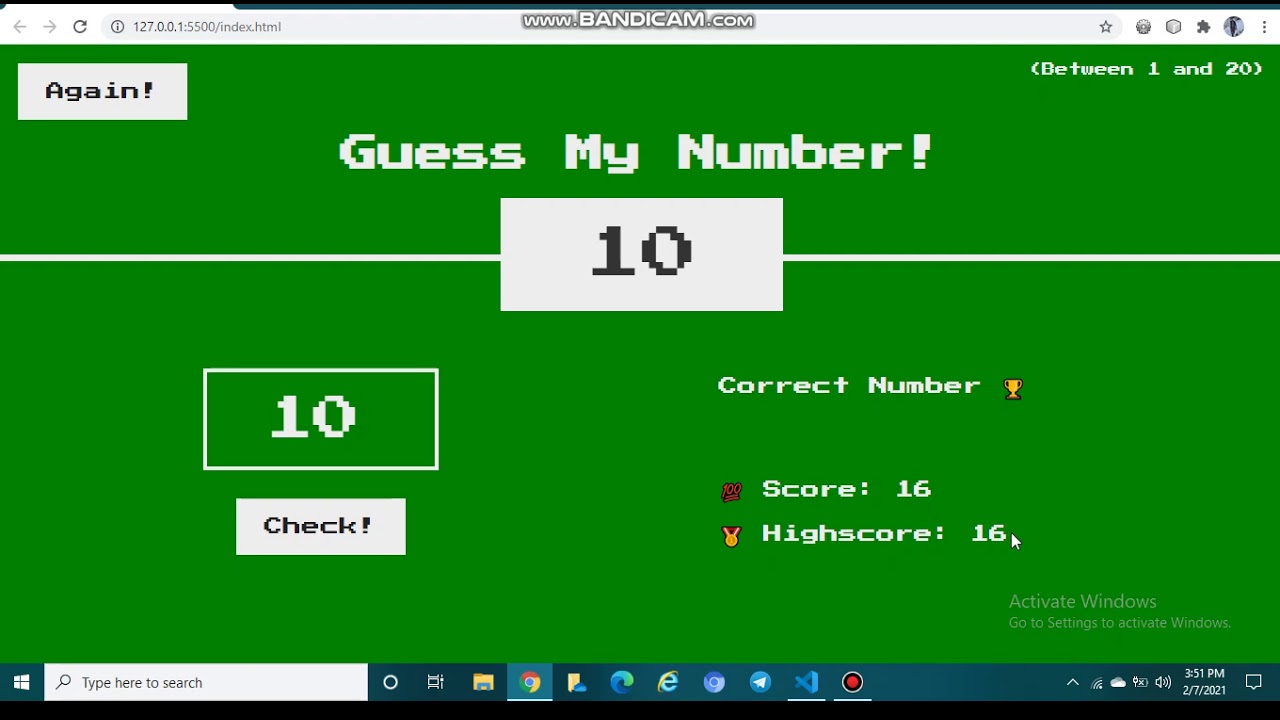 www.BANDICAM.com
127.0.0.1:5500/index.html
Again!
(Between 1 and 20)
Guess My Number!
10
10
Correct Number 🏆
Check!
💯 Score: 16
🥇 Highscore: 16
Activate Windows
Go to Settings to activate Windows.
Type here to search
3:51 PM
2/7/2021